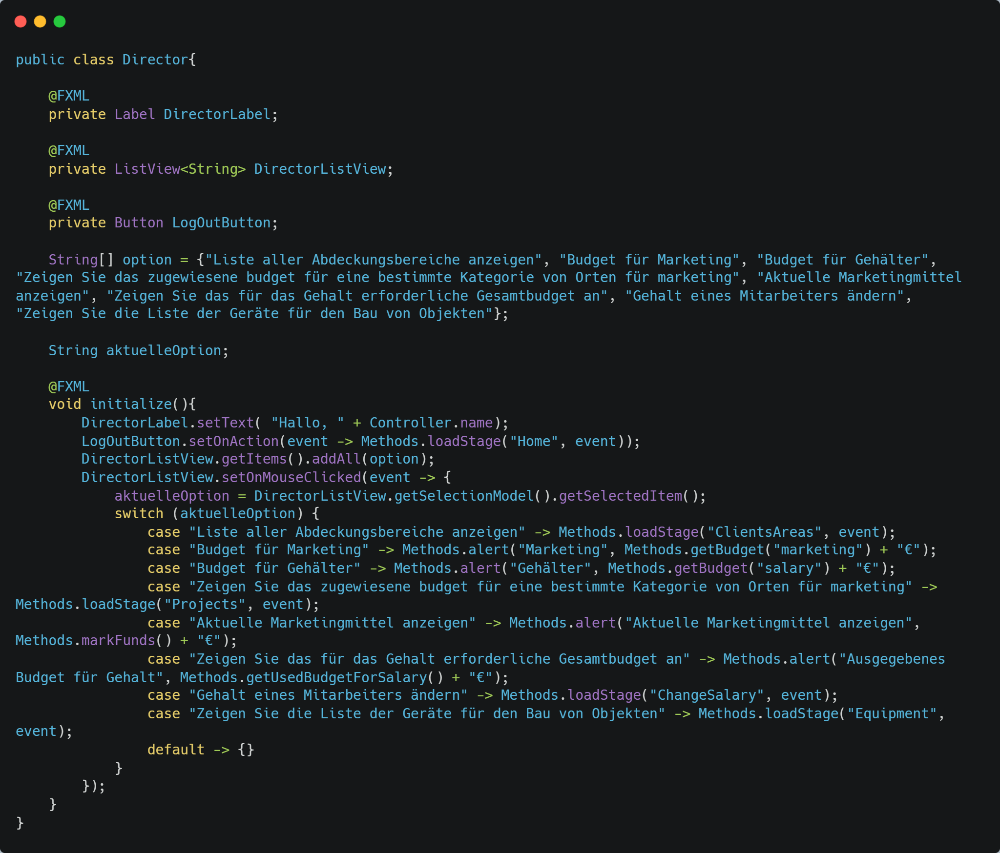 public class Director{
@FXML
private Label DirectorLabel;
@FXML
private ListView<String> DirectorListView;
@FXML
private Button LogOutButton;
String[] option = {"Liste aller Abdeckungsbereiche anzeigen", "Budget für Marketing", "Budget für Gehälter",
"Zeigen Sie das zugewiesene budget für eine bestimmte Kategorie von Orten für marketing", "Aktuelle Marketingmittel
anzeigen", "Zeigen Sie das für das Gehalt erforderliche Gesamtbudget an", "Gehalt eines Mitarbeiters ändern",
"Zeigen Sie die Liste der Geräte für den Bau von Objekten"};
String aktuelleOption;
@FXML
void initialize(){
DirectorLabel.setText( "Hallo, " + Controller.name);
LogOutButton.setOnAction(event -> Methods.loadStage("Home", event));
DirectorListView.getItems().addAll(option);
DirectorListView.setOnMouseClicked(event -> {
aktuelleOption = DirectorListView.getSelectionModel().getSelectedItem();
switch (aktuelleOption) {
case "Liste aller Abdeckungsbereiche anzeigen" -> Methods.loadStage("ClientsAreas", event);
case "Budget für Marketing" -> Methods.alert("Marketing", Methods.getBudget("marketing") + "€");
case "Budget für Gehälter" -> Methods.alert("Gehälter", Methods.getBudget("salary") + "€");
case "Zeigen Sie das zugewiesene budget für eine bestimmte Kategorie von Orten für marketing" ->
Methods.loadStage("Projects", event);
case "Aktuelle Marketingmittel anzeigen" -> Methods.alert("Aktuelle Marketingmittel anzeigen",
Methods.markFunds() + "€");
case "Zeigen Sie das für das Gehalt erforderliche Gesamtbudget an" -> Methods.alert("Ausgegebenes
Budget für Gehalt", Methods.getUsedBudgetForSalary() + "€");
case "Gehalt eines Mitarbeiters ändern" -> Methods.loadStage("ChangeSalary", event);
case "Zeigen Sie die Liste der Geräte für den Bau von Objekten" -> Methods.loadStage("Equipment",
event);
default -> {}
}
});
}
}